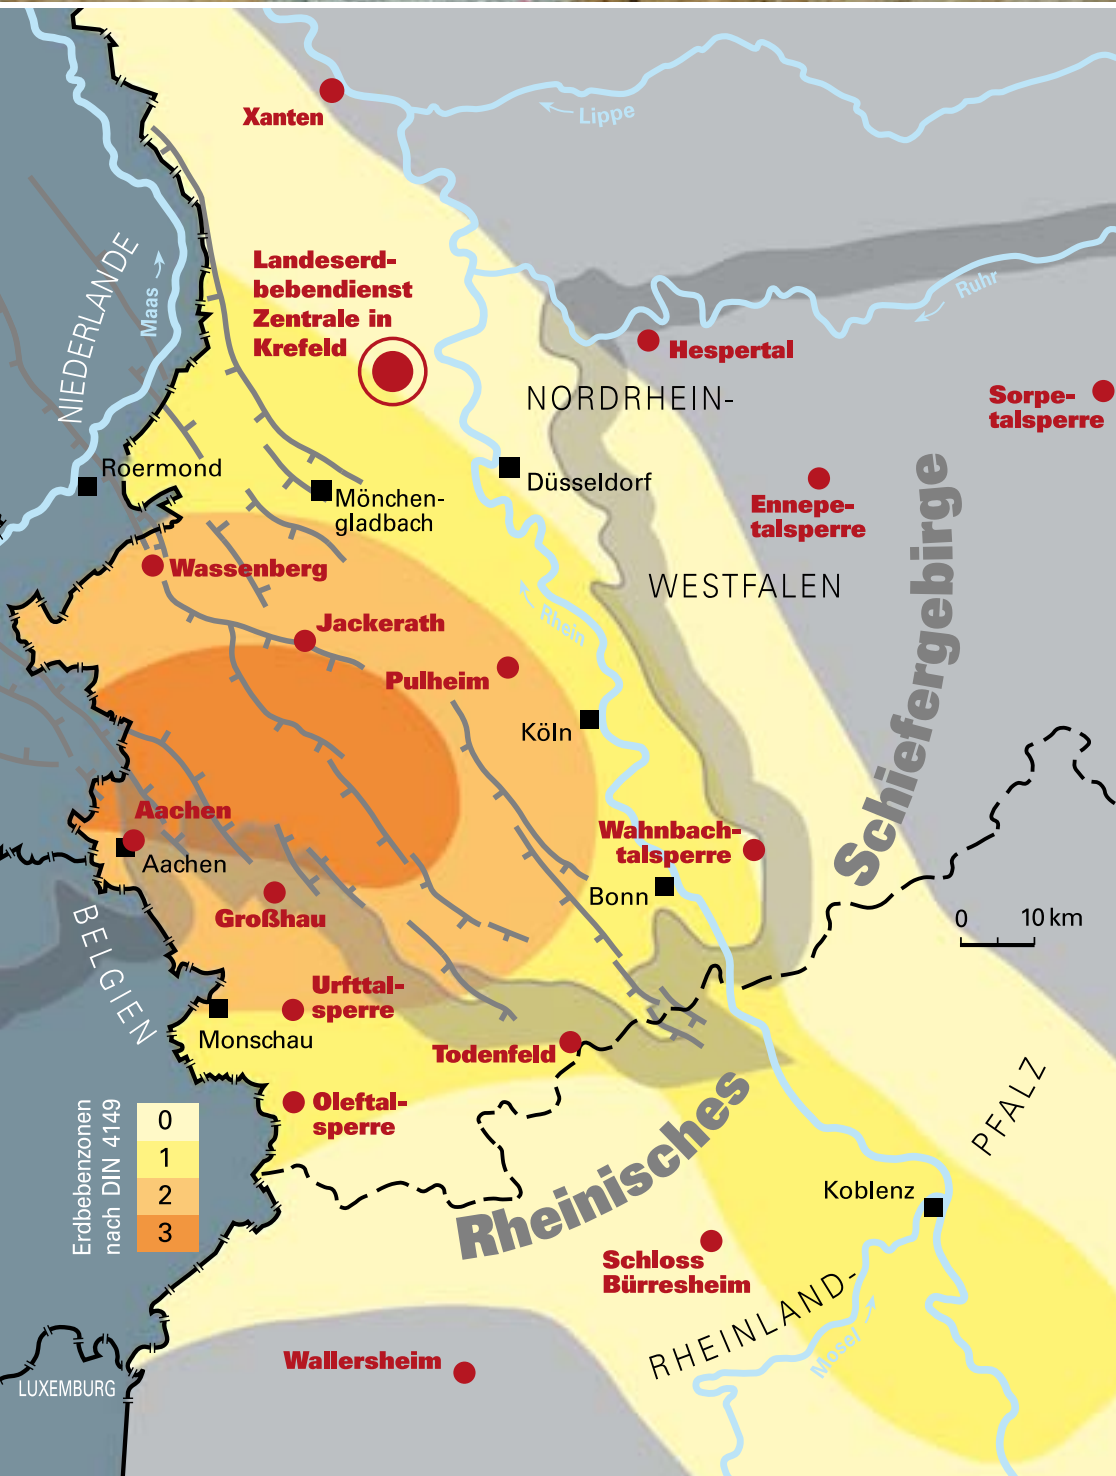 Xanten
Lippe
Landeserd-
bebendienst
Zentrale in
Krefeld
NIEDERLANDE
Maas
Ruhr
Hespertal
NORDRHEIN-
Sorpe-
talsperre
Roermond
Mönchen-
gladbach
Düsseldorf
Ennepe-
talsperre
Wassenberg
WESTFALEN
Rhein
Jackerath
Pulheim
Köln
Schiefergebirge
Aachen
Aachen
Wahnbach-
talsperre
Bonn
Großhau
0 10 km
BELGIEN
Urfttal-
sperre
Monschau
Todenfeld
Oleftal-
sperre
Erdbebenzonen
nach DIN 4149
0
1
2
3
Rheinisches
PFALZ
Koblenz
Schloss
Bürresheim
RHEINLAND-
Mosel
Wallersheim
LUXEMBURG